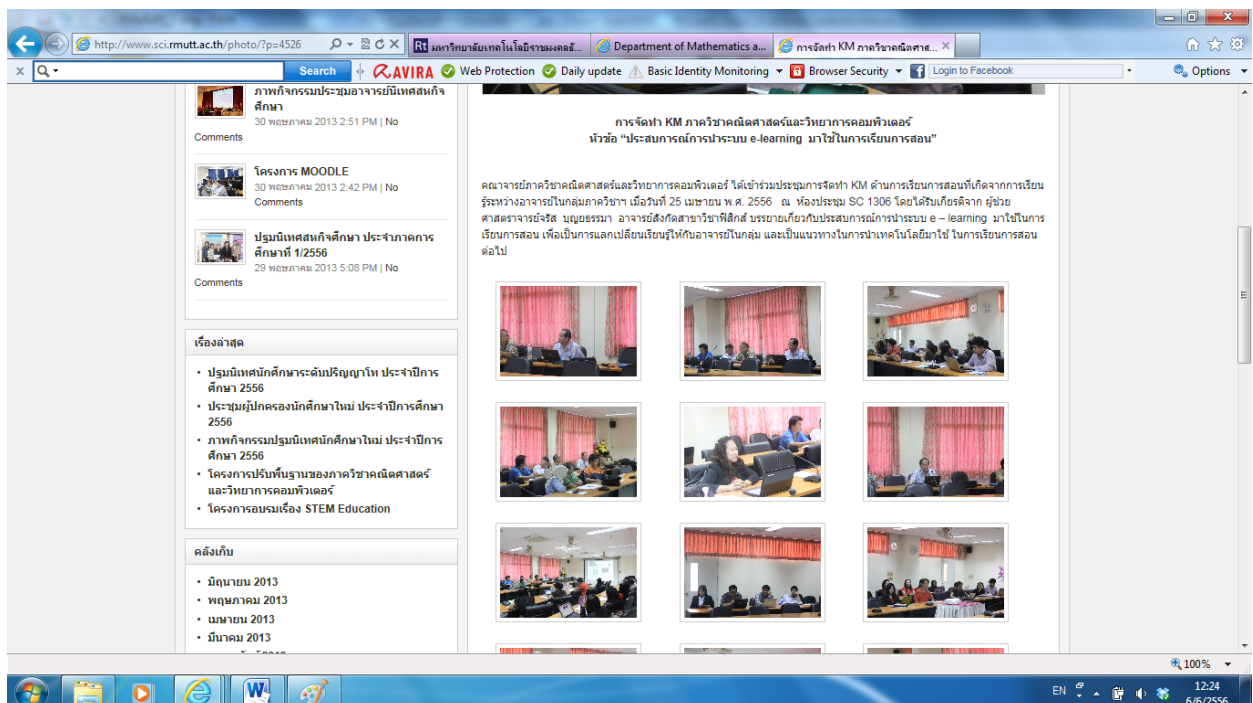 http://www.sci.rmutt.ac.th/photo/?p=4526
Rt มหาวิทยาลัยเทคโนโลยีราชมงคลธั...
Department of Mathematics a...
การจัดทำ KM ภาควิชาคณิตศาส...
Search
AVIRA
Web Protection
Daily update
Basic Identity Monitoring
Browser Security
Login to Facebook
Options
ภาพกิจกรรมประชุมอาจารย์นิเทศสหกิจ
ศึกษา
30 พฤษภาคม 2013 2:51 PM | No
Comments
โครงการ MOODLE
30 พฤษภาคม 2013 2:42 PM | No
Comments
ปฐมนิเทศสหกิจศึกษา ประจำภาคการ
ศึกษาที่ 1/2556
29 พฤษภาคม 2013 5:08 PM | No
Comments
เรื่องล่าสุด
• ปฐมนิเทศนักศึกษาระดับปริญญาโท ประจำปีการ
ศึกษา 2556
• ประชุมผู้ปกครองนักศึกษาใหม่ ประจำปีการศึกษา
2556
• ภาพกิจกรรมปฐมนิเทศนักศึกษาใหม่ ประจำปีการ
ศึกษา 2556
• โครงการปรับพื้นฐานของภาควิชาคณิตศาสตร์
และวิทยาการคอมพิวเตอร์
• โครงการอบรมเรื่อง STEM Education
คลังเก็บ
• มิถุนายน 2013
• พฤษภาคม 2013
• เมษายน 2013
• มีนาคม 2013
การจัดทำ KM ภาควิชาคณิตศาสตร์และวิทยาการคอมพิวเตอร์
หัวข้อ “ประสบการณ์การนำระบบ e-learning มาใช้ในการเรียนการสอน”
คณาจารย์ภาควิชาคณิตศาสตร์และวิทยาการคอมพิวเตอร์ ได้เข้าร่วมประชุมการจัดทำ KM ด้านการเรียนการสอนที่เกิดจากการเรียน
รู้ระหว่างอาจารย์ในกลุ่มภาควิชาฯ เมื่อวันที่ 25 เมษายน พ.ศ. 2556 ณ ห้องประชุม SC 1306 โดยได้รับเกียรติจาก ผู้ช่วย
ศาสตราจารย์จรัส บุญยธรรมา อาจารย์สังกัดสาขาวิชาฟิสิกส์ บรรยายเกี่ยวกับประสบการณ์การนำระบบ e – learning มาใช้ในการ
เรียนการสอน เพื่อเป็นการแลกเปลี่ยนเรียนรู้ให้กับอาจารย์ในกลุ่ม และเป็นแนวทางในการนำเทคโนโลยีมาใช้ ในการเรียนการสอน
ต่อไป
100%
EN
12:24
6/6/2556